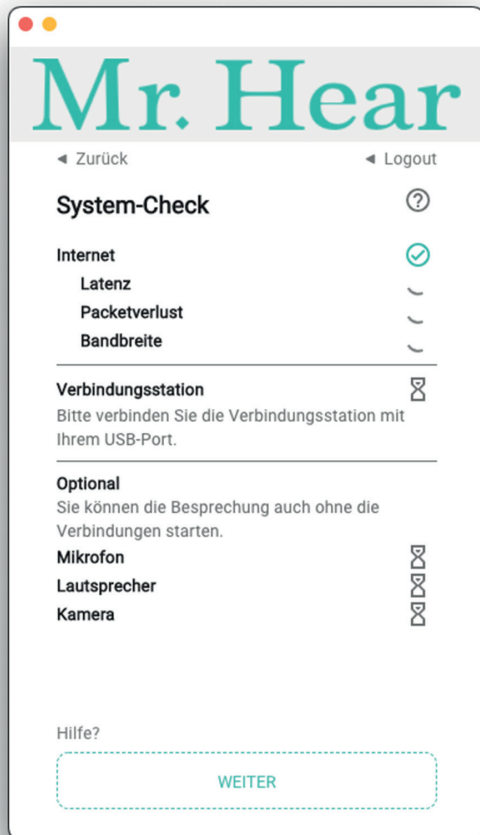 Mr. Hear
◄ Zurück
◄ Logout
System-Check
Internet
Latenz
Packetverlust
Bandbreite
Verbindungsstation
Bitte verbinden Sie die Verbindungsstation mit
Ihrem USB-Port.
Optional
Sie können die Besprechung auch ohne die
Verbindungen starten.
Mikrofon
Lautsprecher
Kamera
Hilfe?
WEITER